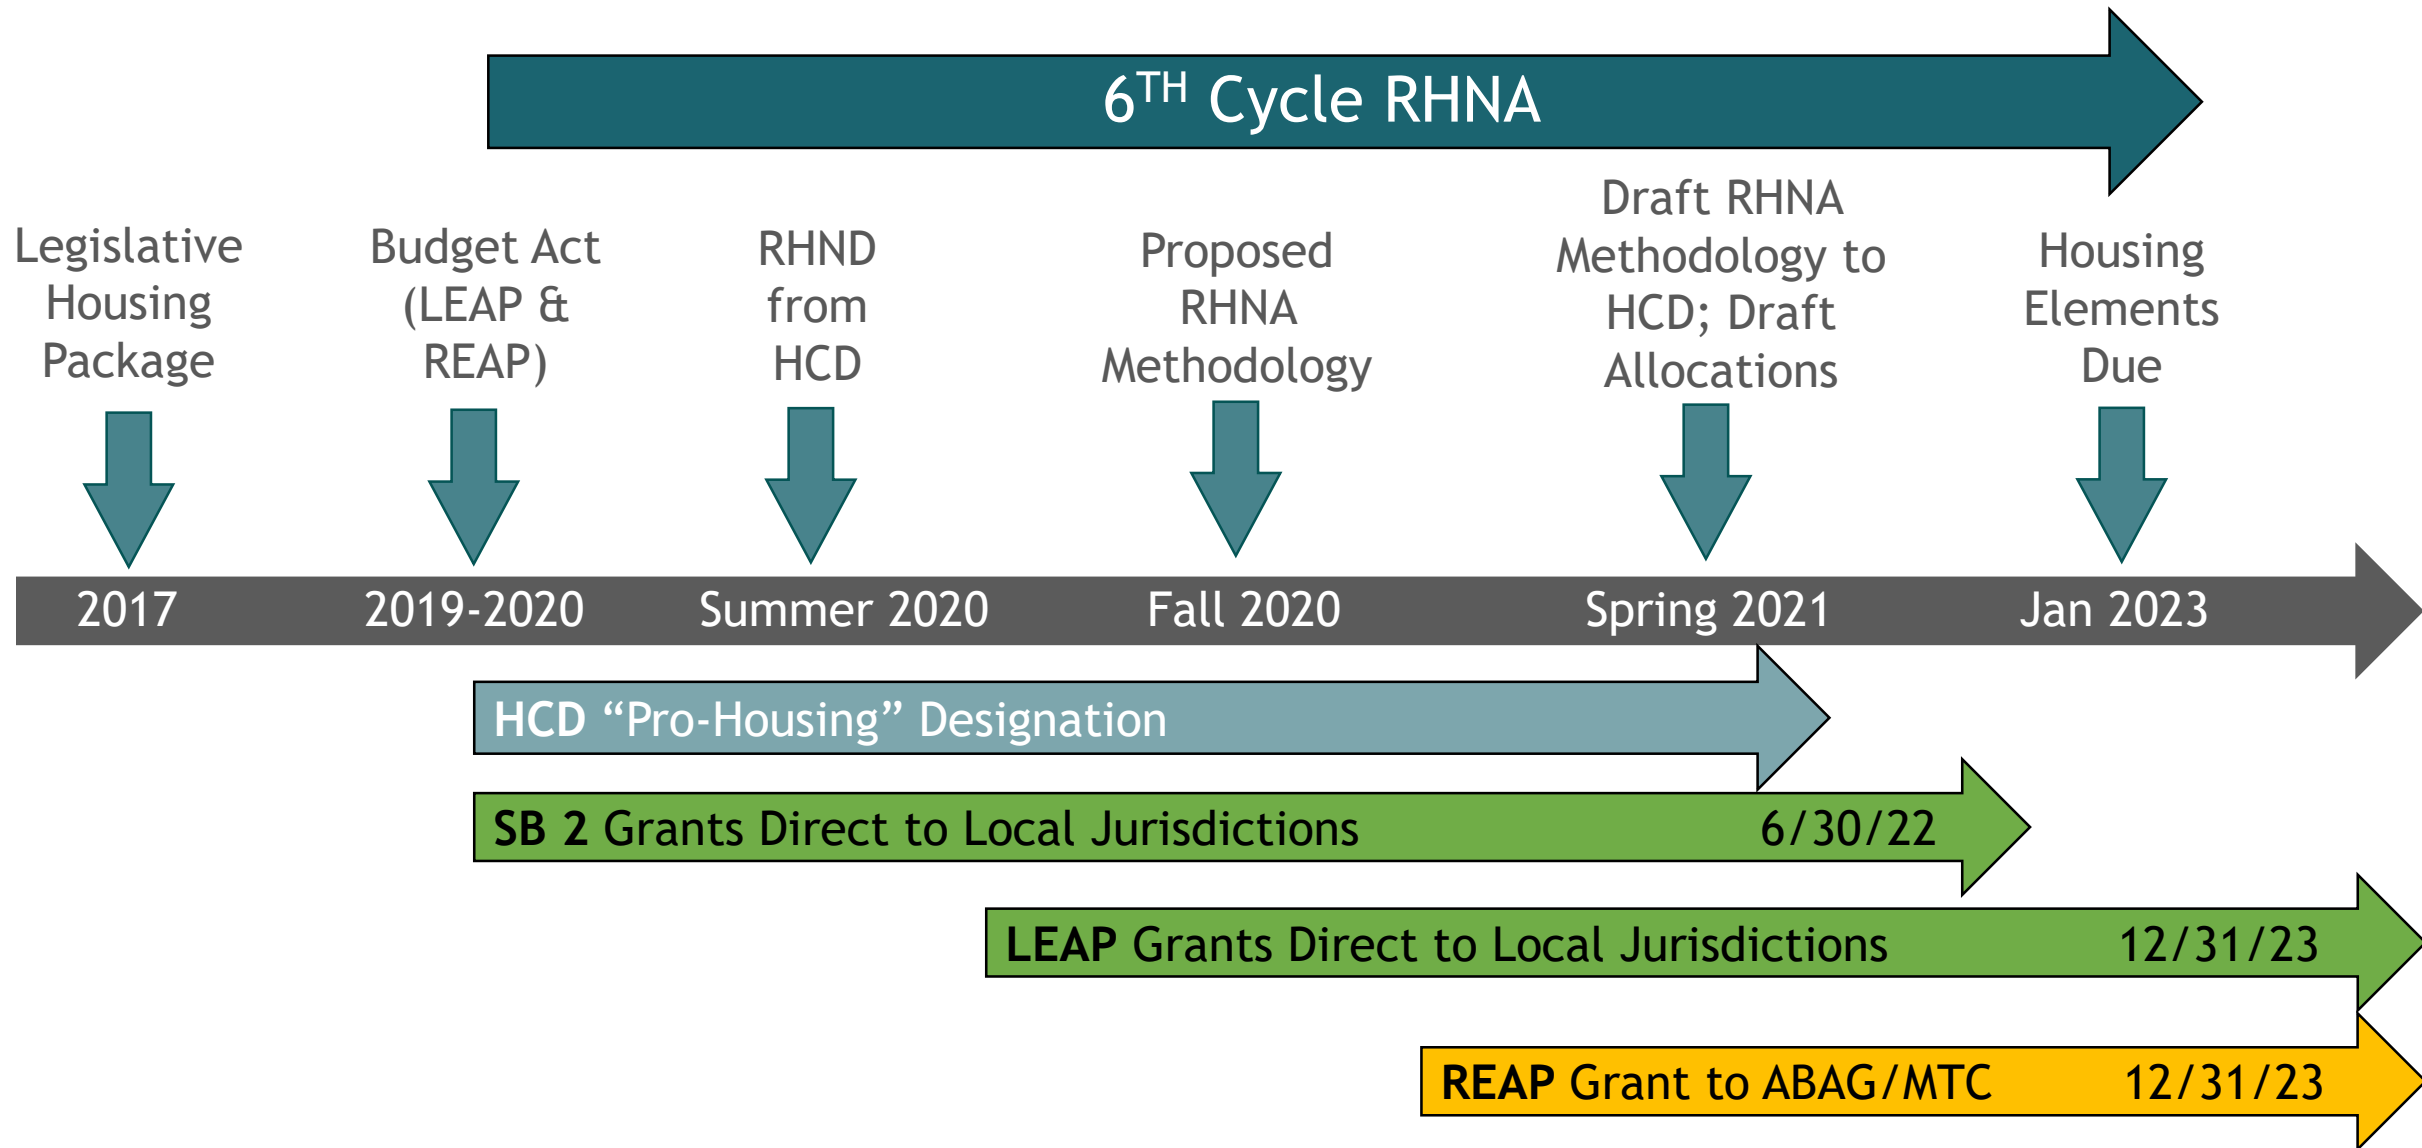 6TH Cycle RHNA
Legislative
Housing
Package
Budget Act
(LEAP &
REAP)
RHND
from
HCD
Proposed
RHNA
Methodology
Draft RHNA
Methodology to
HCD; Draft
Allocations
Housing
Elements
Due
2017
2019-2020
Summer 2020
Fall 2020
Spring 2021
Jan 2023
HCD “Pro-Housing” Designation
SB 2 Grants Direct to Local Jurisdictions 6/30/22
LEAP Grants Direct to Local Jurisdictions 12/31/23
REAP Grant to ABAG/MTC 12/31/23